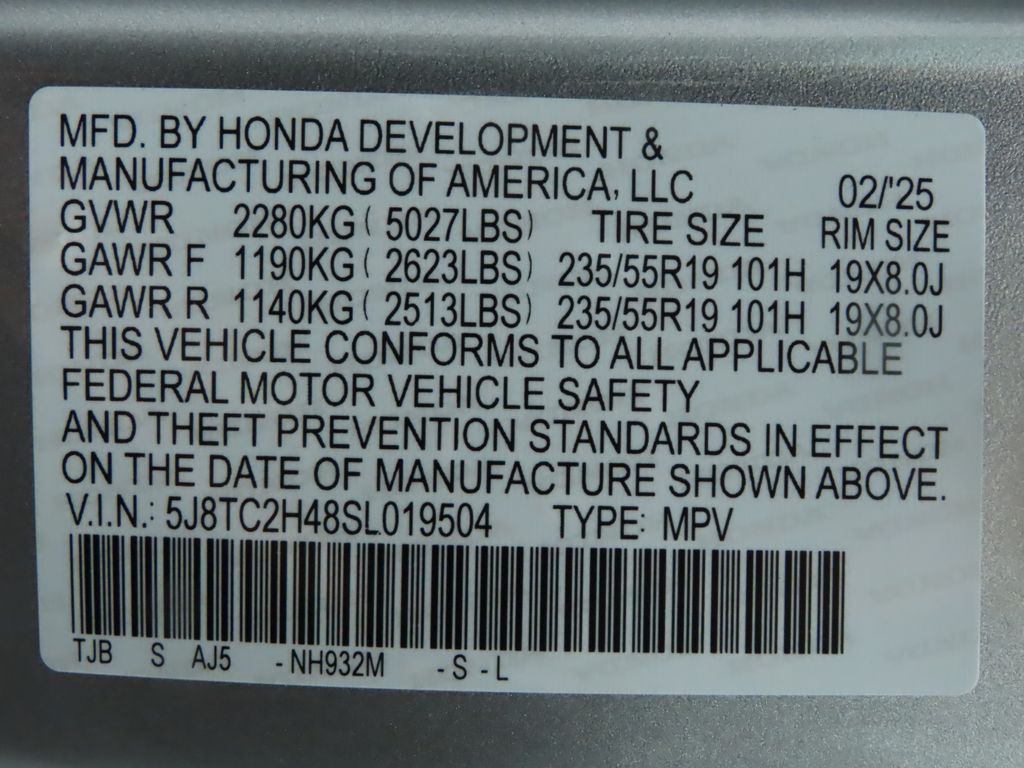 MFD. BY HONDA DEVELOPMENT &
MANUFACTURING OF AMERICA, LLC 02/'25
GVWR 2280KG ( 5027LBS) TIRE SIZE RIM SIZE
GAWR F 1190KG ( 2623LBS) 235/55R19 101H 19X8.0J
GAWR R 1140KG ( 2513LBS) 235/55R19 101H 19X8.0J
THIS VEHICLE CONFORMS TO ALL APPLICABLE
FEDERAL MOTOR VEHICLE SAFETY
AND THEFT PREVENTION STANDARDS IN EFFECT
ON THE DATE OF MANUFACTURE SHOWN ABOVE.
V.I.N.: 5J8TC2H48SL019504 TYPE: MPV
TJB S AJ5 -NH932M -S -L